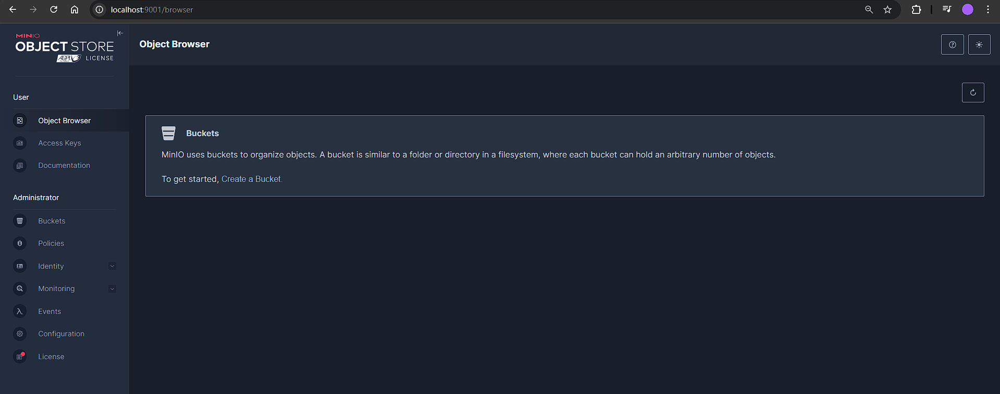 localhost:9001/browser
MINIO
OBJECT STORE
AGPLv3 LICENSE
Object Browser
User
Object Browser
Access Keys
Documentation
Administrator
Buckets
Policies
Identity
Monitoring
Events
Configuration
License
Buckets
MinIO uses buckets to organize objects. A bucket is similar to a folder or directory in a filesystem, where each bucket can hold an arbitrary number of objects.
To get started, Create a Bucket.